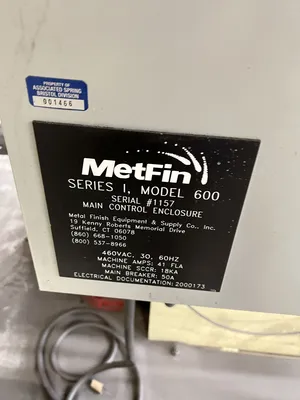 PROPERTY OF
ASSOCIATED SPRING
BRISTOL DIVISION
001466
MetFin
SERIES I, MODEL 600
SERIAL #1157
MAIN CONTROL ENCLOSURE
Metal Finish Equipment & Supply Co., Inc.
19 Kenny Roberts Memorial Drive
Suffield, CT 06078
(860) 668-1050
(800) 537-8966
460VAC, 30, 60HZ
MACHINE AMPS: 41 FLA
MACHINE SCCR: 18KA
MAIN BREAKER: 50A
ELECTRICAL DOCUMENTATION: 2000173